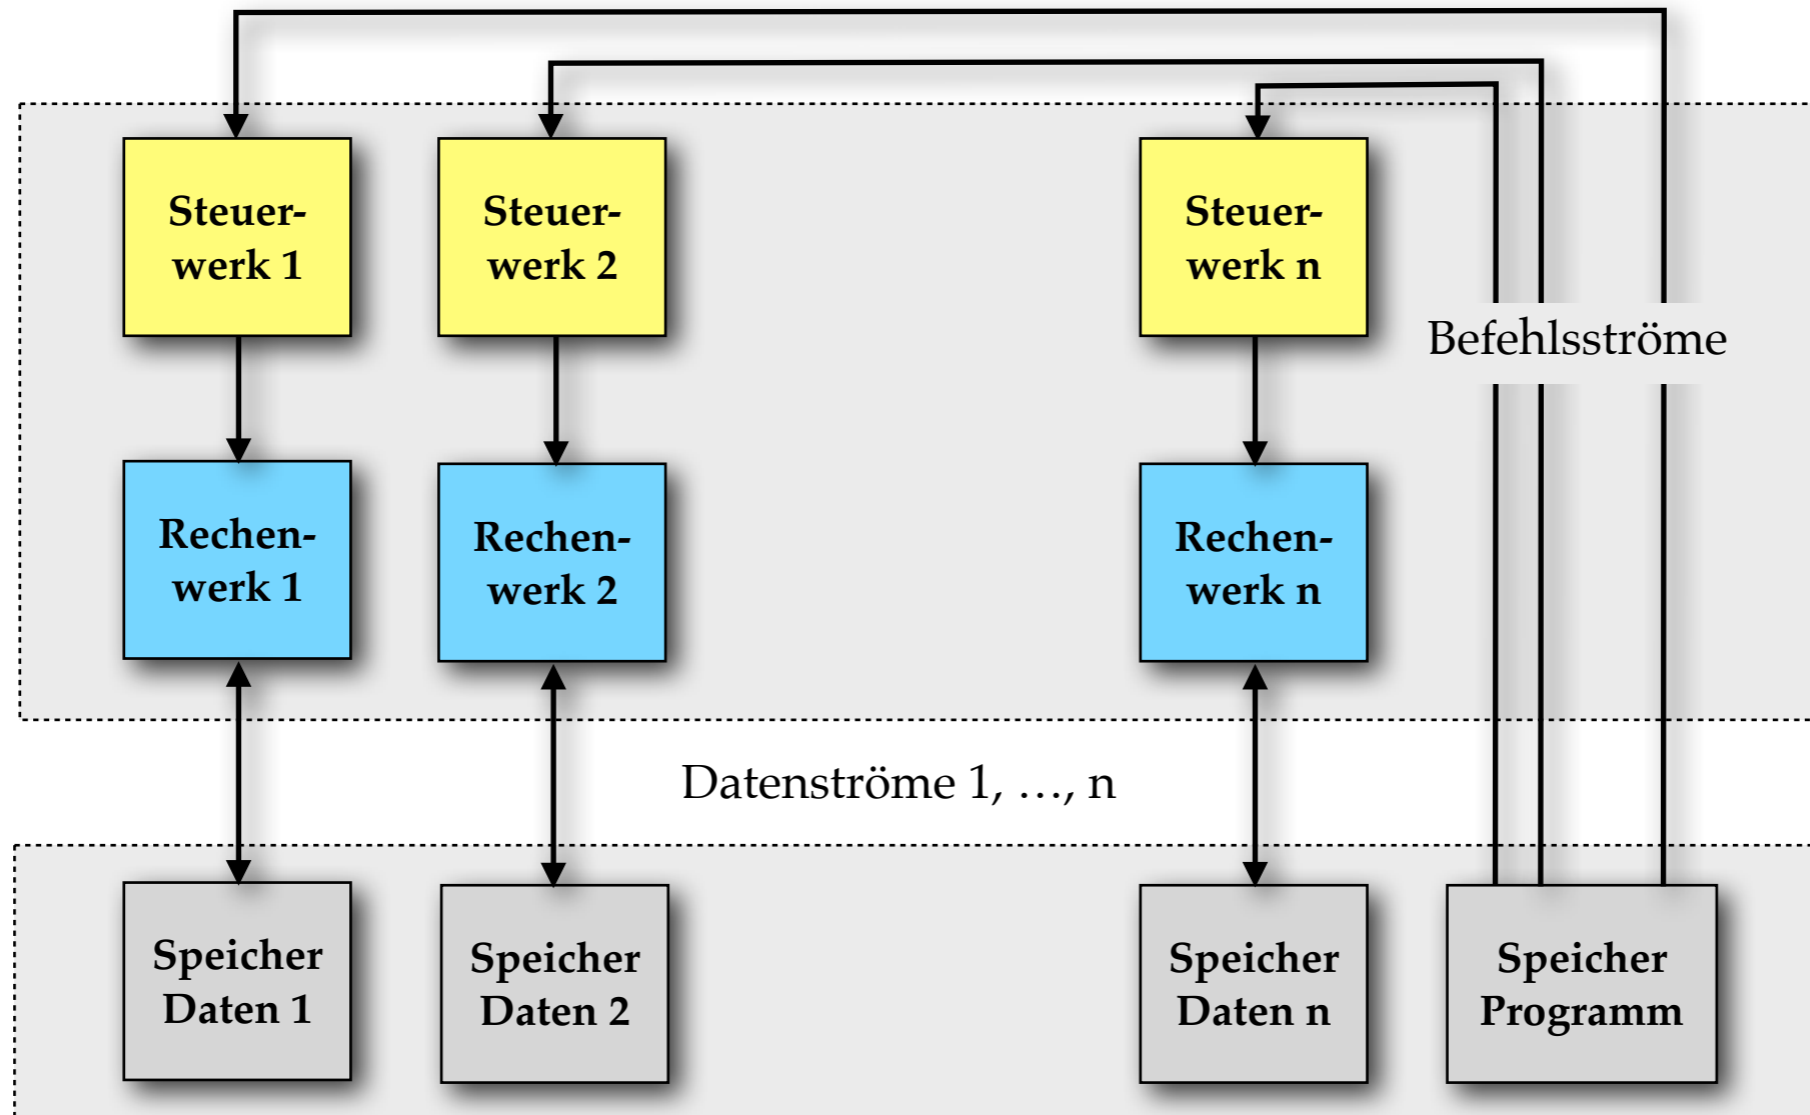 Steuer-
werk 1
Steuer-
werk 2
Steuer-
werk n
Befehlsströme
Rechen-
werk 1
Rechen-
werk 2
Rechen-
werk n
Datenströme 1, …, n
Speicher
Daten 1
Speicher
Daten 2
Speicher
Daten n
Speicher
Programm